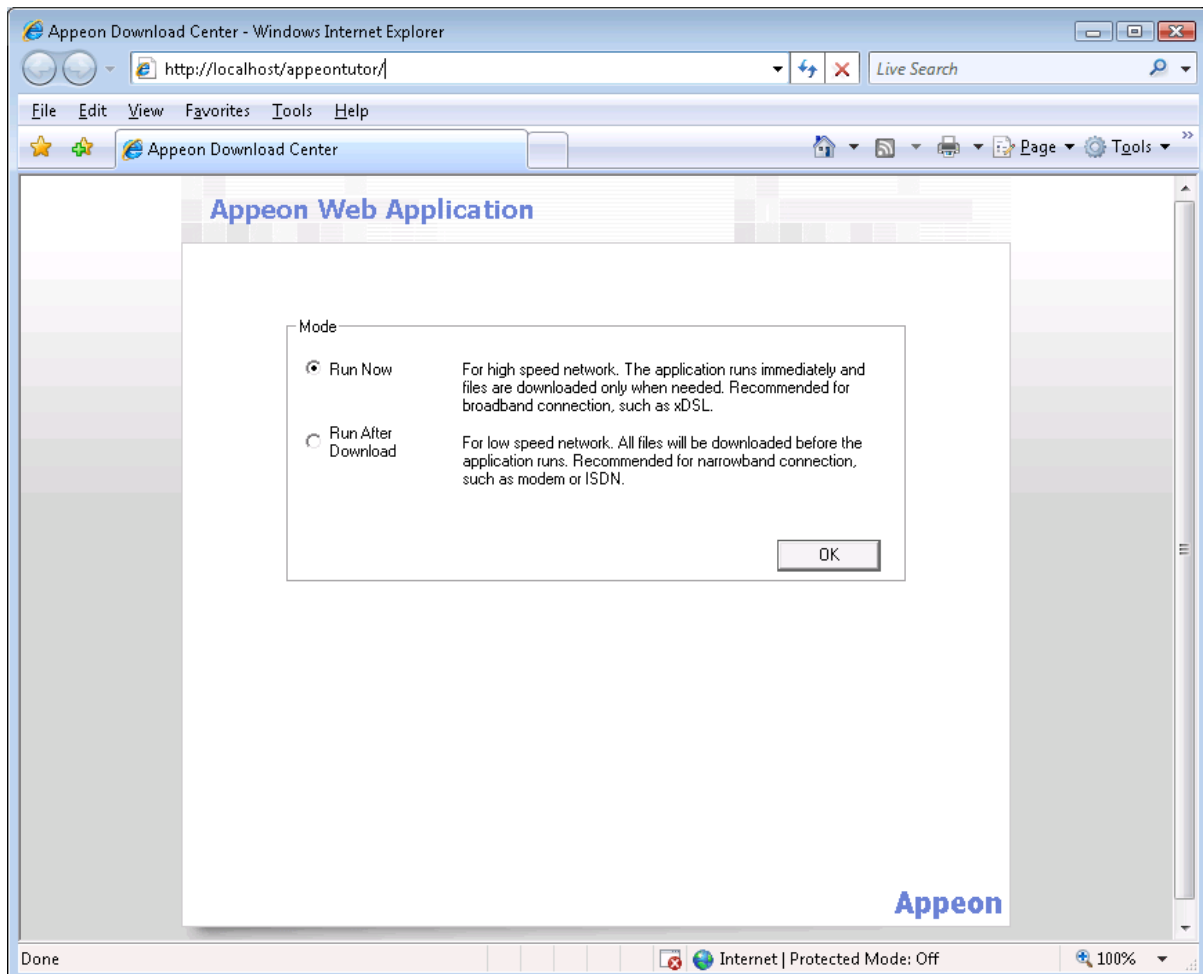 Appeon Download Center - Windows Internet Explorer
http://localhost/appeontutor/
Live Search
File Edit View Favorites Tools Help
Appeon Download Center
Page Tools
Appeon Web Application
Mode
Run Now
For high speed network. The application runs immediately and
files are downloaded only when needed. Recommended for
broadband connection, such as xDSL.
Run After
Download
For low speed network. All files will be downloaded before the
application runs. Recommended for narrowband connection,
such as modem or ISDN.
OK
Appeon
Done
Internet | Protected Mode: Off
100%